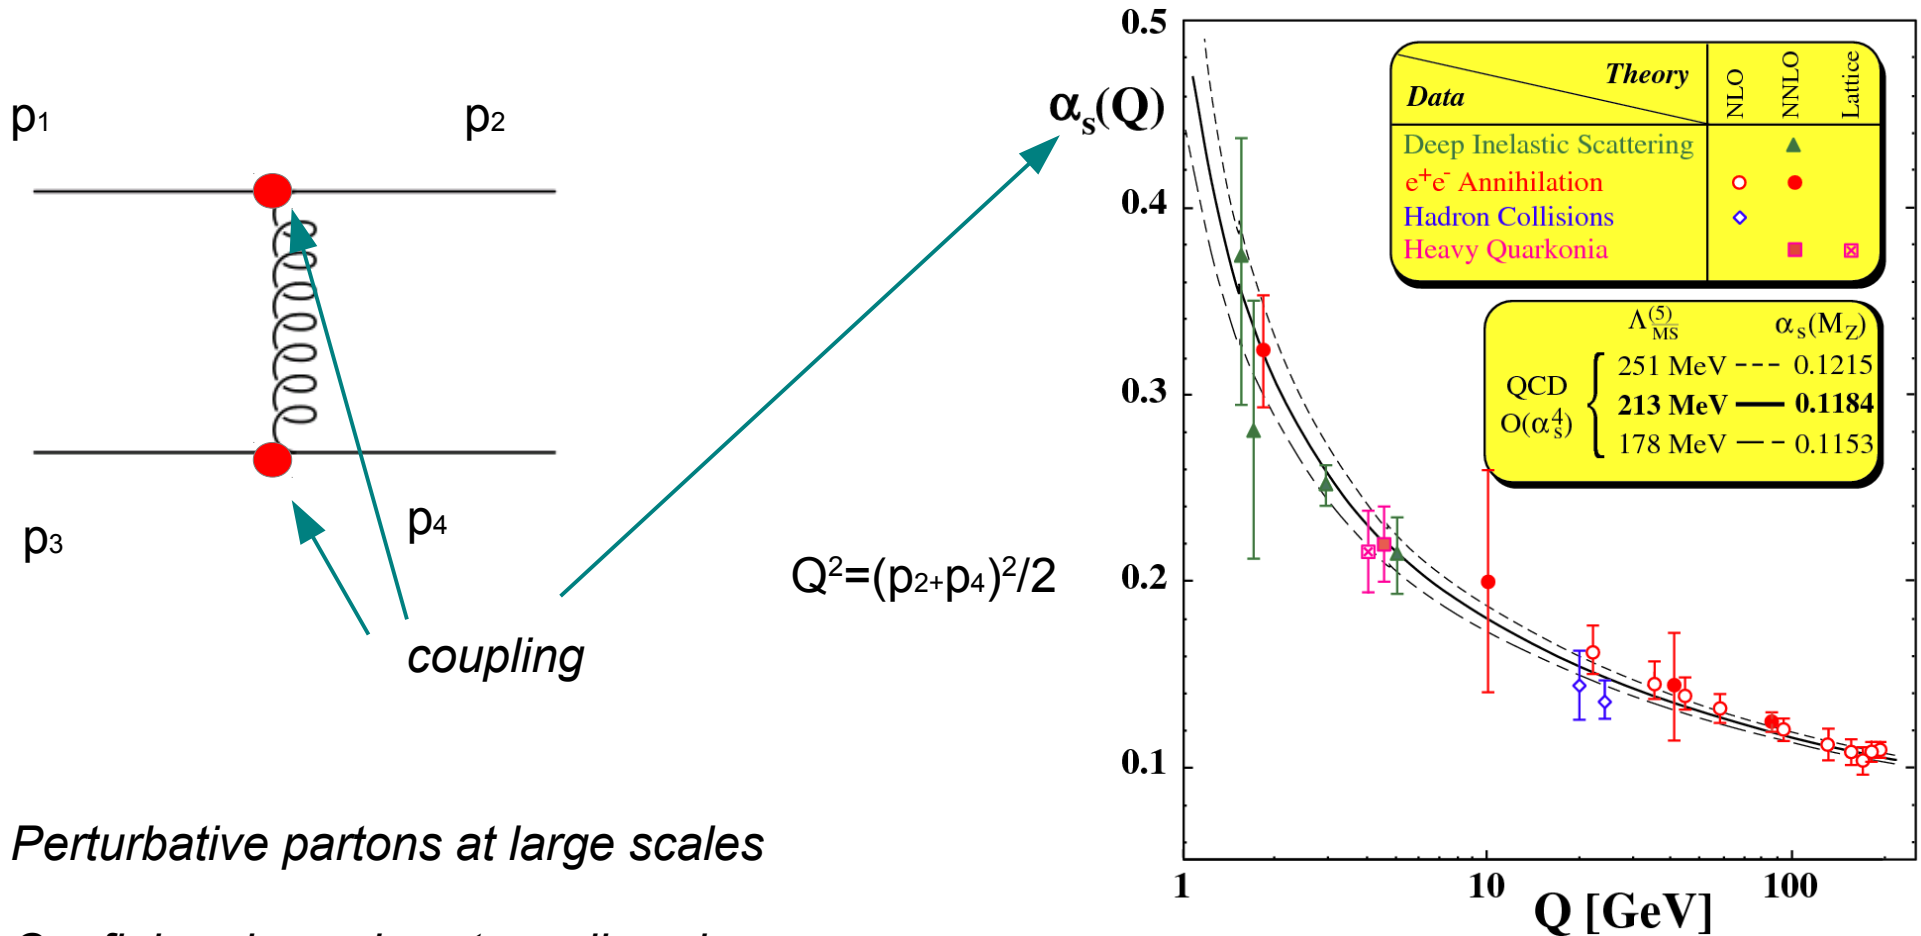 p1
p2
p3
p4
coupling
Q²=(p2+p4)²/2
Perturbative partons at large scales
αs(Q)
0.5
0.4
0.3
0.2
0.1
1
10
100
Q [GeV]
Theory
Data
NLO
NNLO
Lattice
Deep Inelastic Scattering
e⁺e⁻ Annihilation
Hadron Collisions
Heavy Quarkonia
Λ(5)MS αs(MZ)
QCD
O(αs⁴)
251 MeV 0.1215
213 MeV 0.1184
178 MeV 0.1153